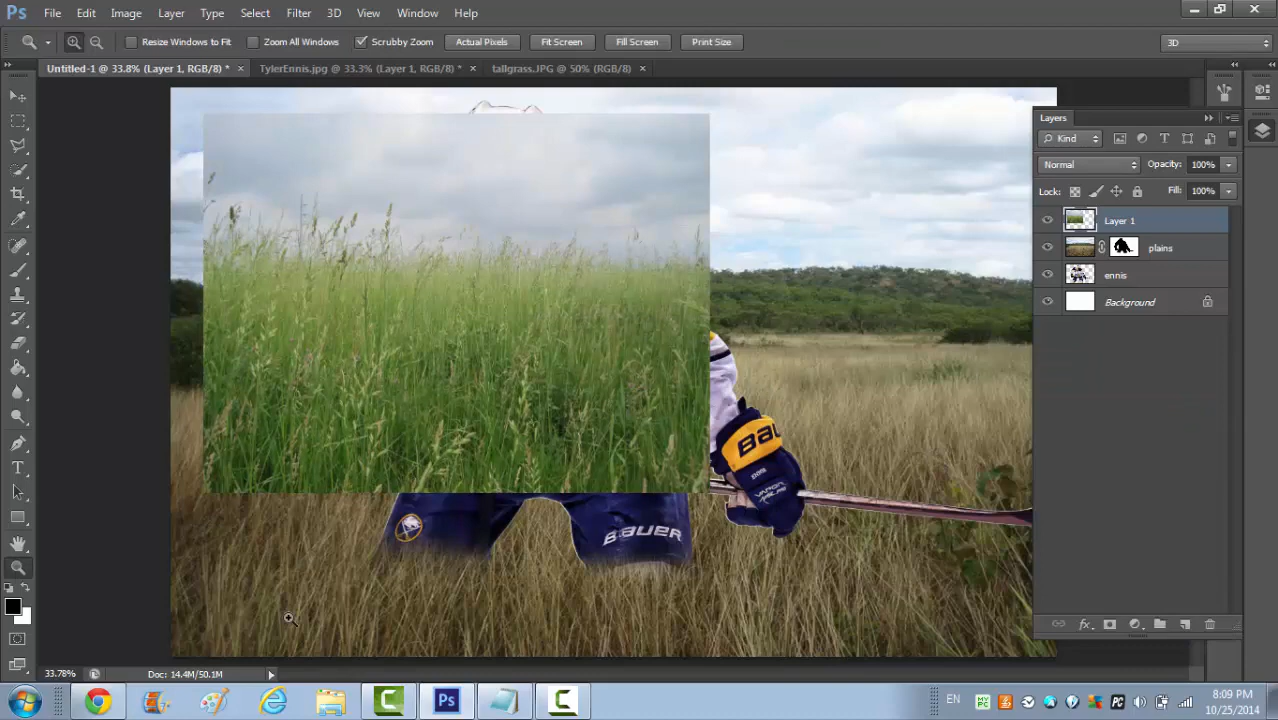 Ps File Edit Image Layer Type Select Filter 3D View Window Help
Resize Windows to Fit Zoom All Windows Scrubby Zoom Actual Pixels Fit Screen Fill Screen Print Size 3D
Untitled-1 @ 33.8% (Layer 1, RGB/8) * × TylerEnnis.jpg @ 33.3% (Layer 1, RGB/8) * × tallgrass.JPG @ 50% (RGB/8) ×
Layers
Kind
Normal Opacity: 100%
Lock: Fill: 100%
Layer 1
plains
ennis
Background
BAU
BAUER
fx
33.78% Doc: 14.4M/50.1M
Ps EN PC 8:09 PM
10/25/2014